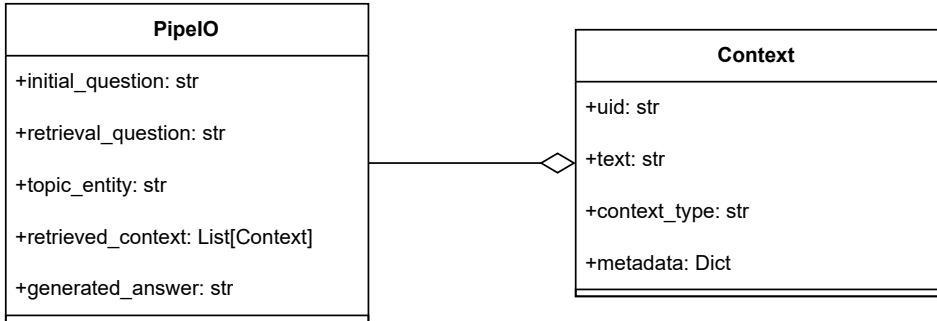 PipeIO
+initial_question: str
+retrieval_question: str
+topic_entity: str
+retrieved_context: List[Context]
+generated_answer: str
Context
+uid: str
+text: str
+context_type: str
+metadata: Dict